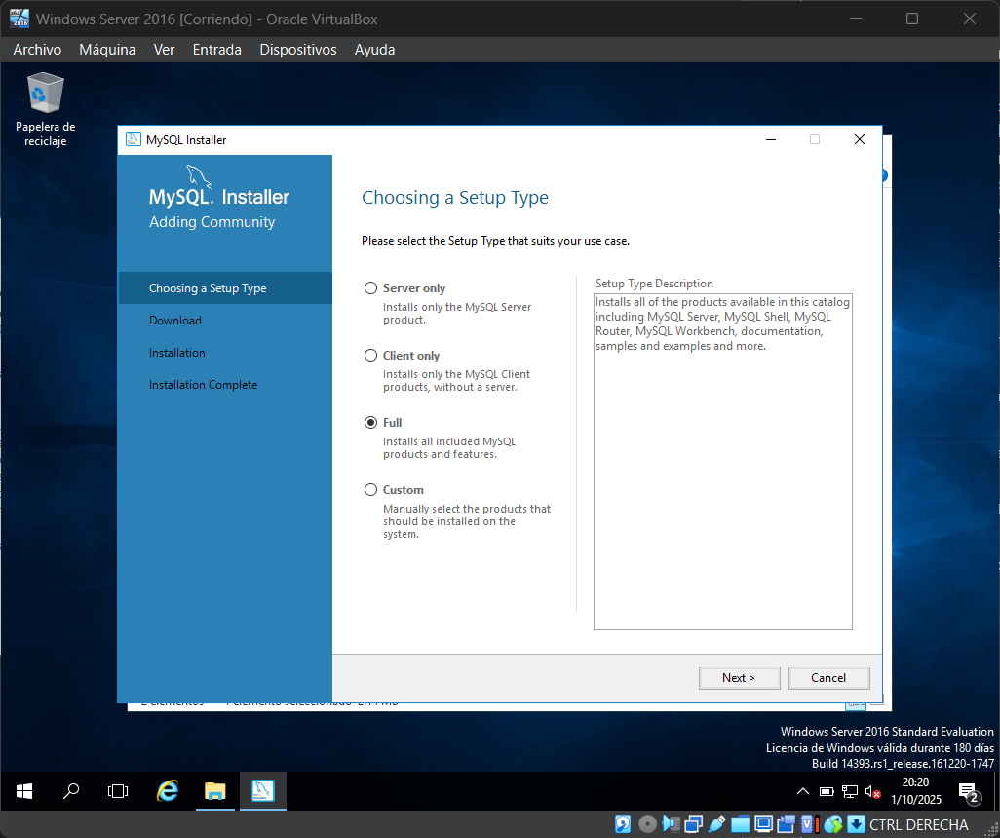 Windows Server 2016 [Corriendo] - Oracle VirtualBox
Archivo Máquina Ver Entrada Dispositivos Ayuda
Papelera de
reciclaje
MySQL Installer
MySQL. Installer
Adding Community
Choosing a Setup Type
Download
Installation
Installation Complete
Choosing a Setup Type
Please select the Setup Type that suits your use case.
Server only
Installs only the MySQL Server
product.
Client only
Installs only the MySQL Client
products, without a server.
Full
Installs all included MySQL
products and features.
Custom
Manually select the products that
should be installed on the
system.
Setup Type Description
Installs all of the products available in this catalog
including MySQL Server, MySQL Shell, MySQL
Router, MySQL Workbench, documentation,
samples and examples and more.
Next >
Cancel
Windows Server 2016 Standard Evaluation
Licencia de Windows válida durante 180 días
Build 14393.rs1_release.161220-1747
20:20
1/10/2025
2
CTRL DERECHA